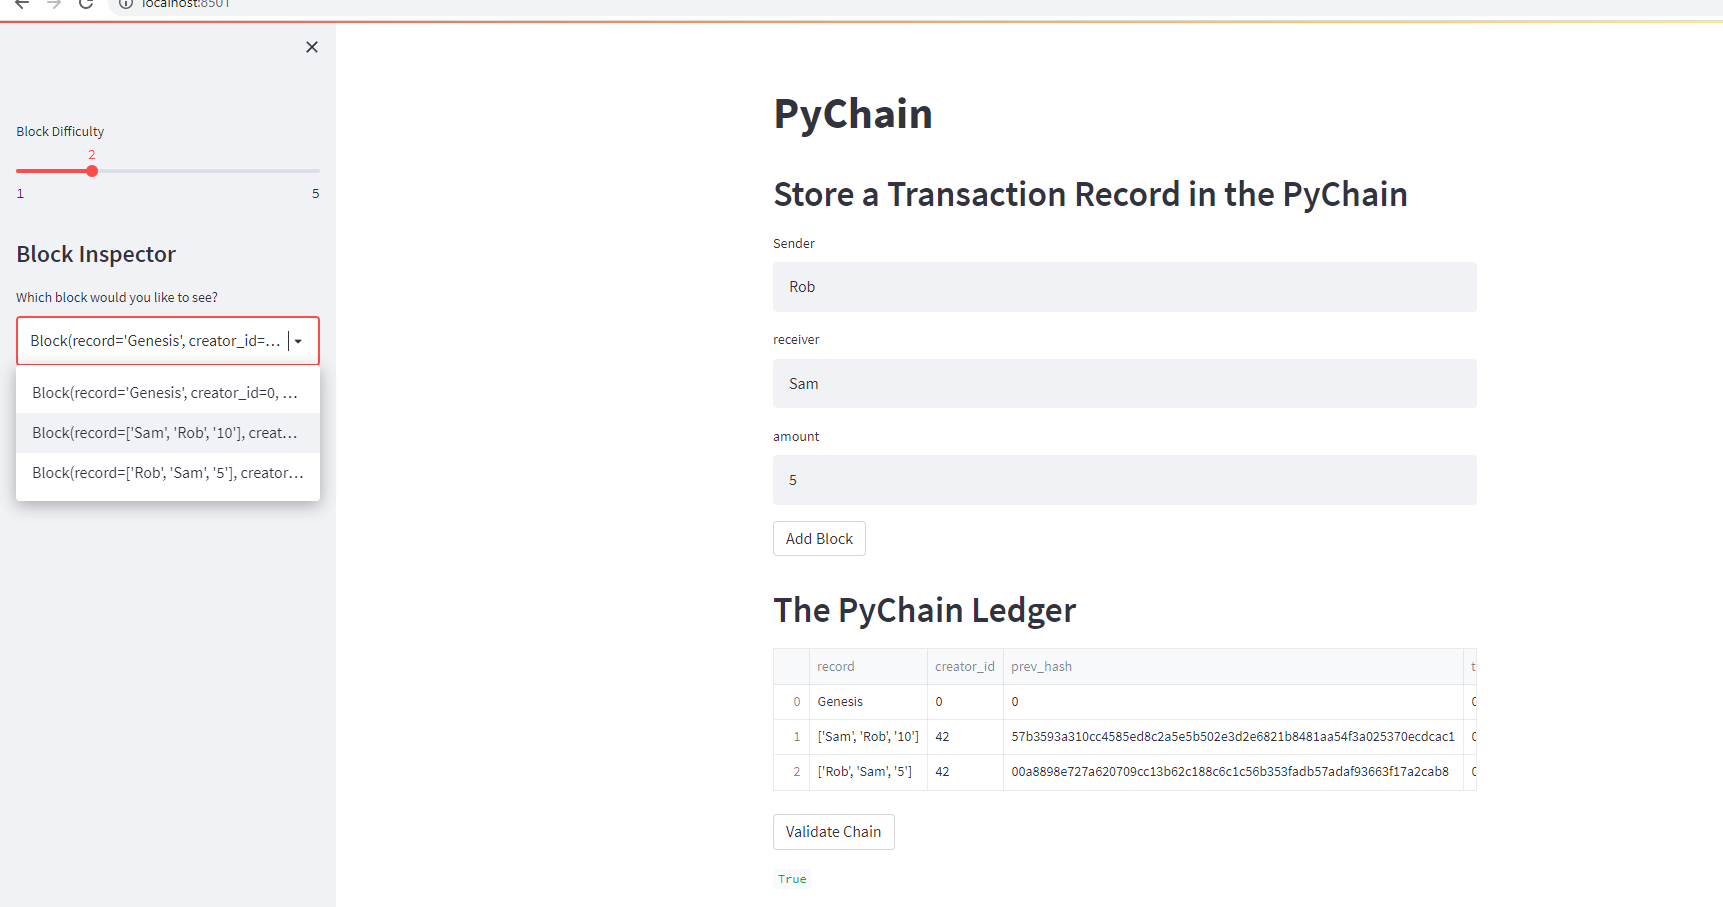 localhost:8501
Block Difficulty
2
1 5
Block Inspector
Which block would you like to see?
Block(record='Genesis', creator_id=...
Block(record='Genesis', creator_id=0, ...
Block(record=['Sam', 'Rob', '10'], creat...
Block(record=['Rob', 'Sam', '5'], creator...
PyChain
Store a Transaction Record in the PyChain
Sender
Rob
receiver
Sam
amount
5
Add Block
The PyChain Ledger
record creator_id prev_hash t
0 Genesis 0 0 0
1 ['Sam', 'Rob', '10'] 42 57b3593a310cc4585ed8c2a5e5b502e3d2e6821b8481aa54f3a025370ecdcac1 0
2 ['Rob', 'Sam', '5'] 42 00a8898e727a620709cc13b62c188c6c1c56b353fadb57adaf93663f17a2cab8 0
Validate Chain
True